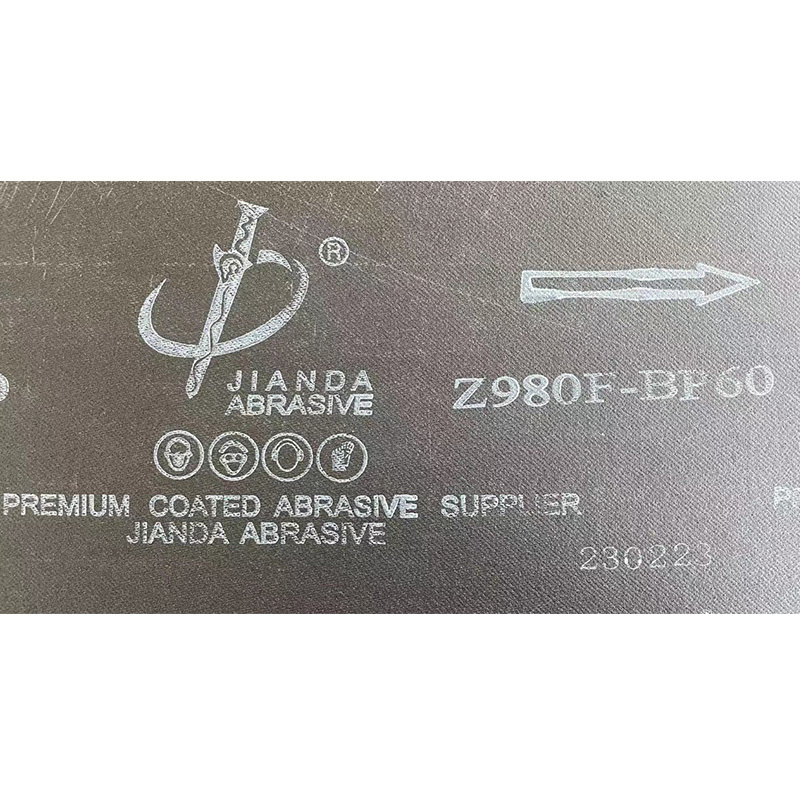 ®
JIANDA
ABRASIVE
Z980F-BF60
PREMIUM COATED ABRASIVE SUPPLIER
JIANDA ABRASIVE
230223